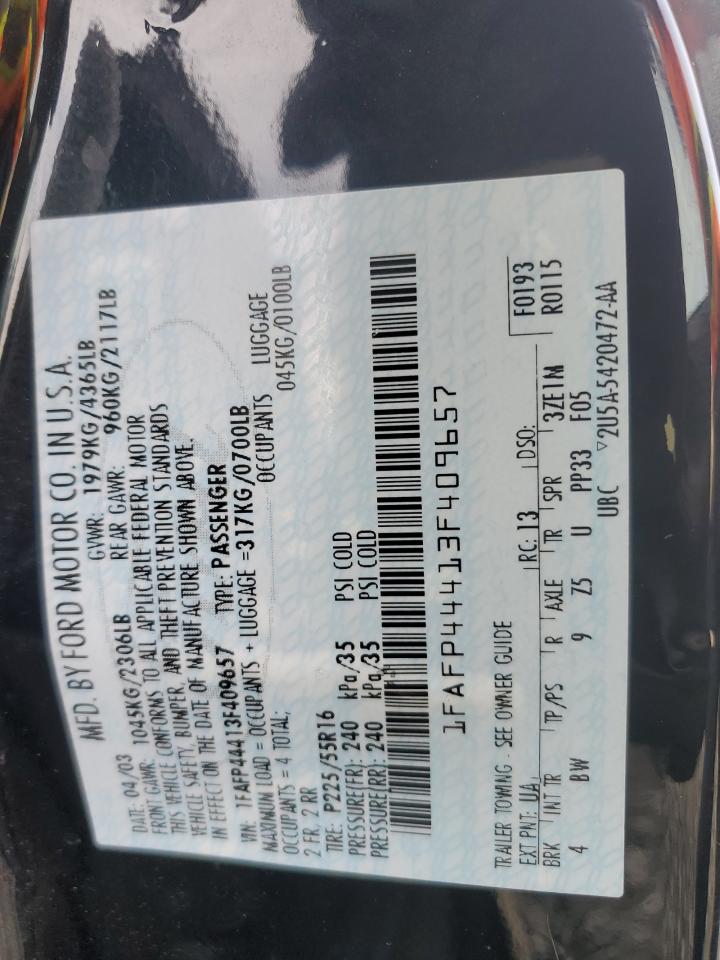 MFD. BY FORD MOTOR CO. IN U.S.A.
DATE: 04/03 GVWR: 1979KG/4365LB
FRONT GAWR: 1045KG/2306LB REAR GAWR: 960KG/2117LB
THIS VEHICLE CONFORMS TO ALL APPLICABLE FEDERAL MOTOR
VEHICLE SAFETY, BUMPER, AND THEFT PREVENTION STANDARDS
IN EFFECT ON THE DATE OF MANUFACTURE SHOWN ABOVE.
VIN: 1FAFP44413F409657 TYPE: PASSENGER
MAXIMUM LOAD = OCCUPANTS + LUGGAGE =317KG/0700LB
OCCUPANTS = 4 TOTAL: OCCUPANTS LUGGAGE
2 FR, 2 RR 045KG/0100LB
TIRE: P225/55R16
PRESSURE(FR): 240 kPa/35 PSI COLD
PRESSURE(RR): 240 kPa/35 PSI COLD
1FAFP44413F409657
TRAILER TOWING - SEE OWNER GUIDE
EXT PNT: UA RC: 13 DSO: F0193
BRK INT TR TP/PS R AXLE TR SPR 3ZE1M R0115
4 BW 9 Z5 U PP33 F05
UBC ▽2U5A-5420472-AA